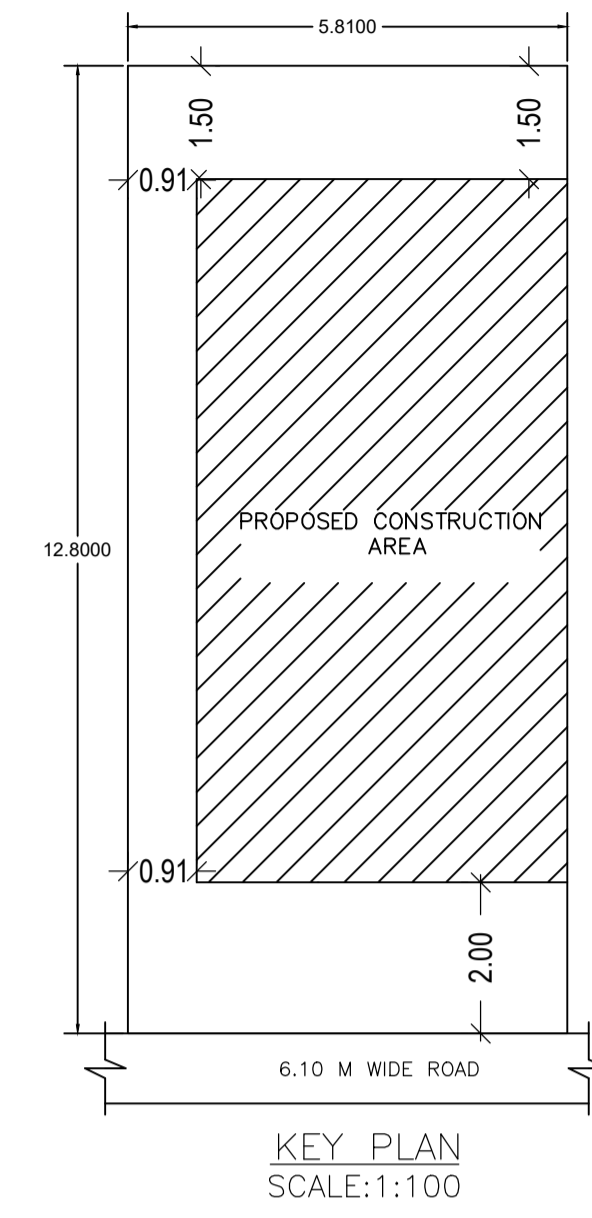 5.8100
1.50
1.50
0.91
PROPOSED CONSTRUCTION
AREA
12.8000
0.91
2.00
6.10 M WIDE ROAD
KEY PLAN
SCALE:1:100